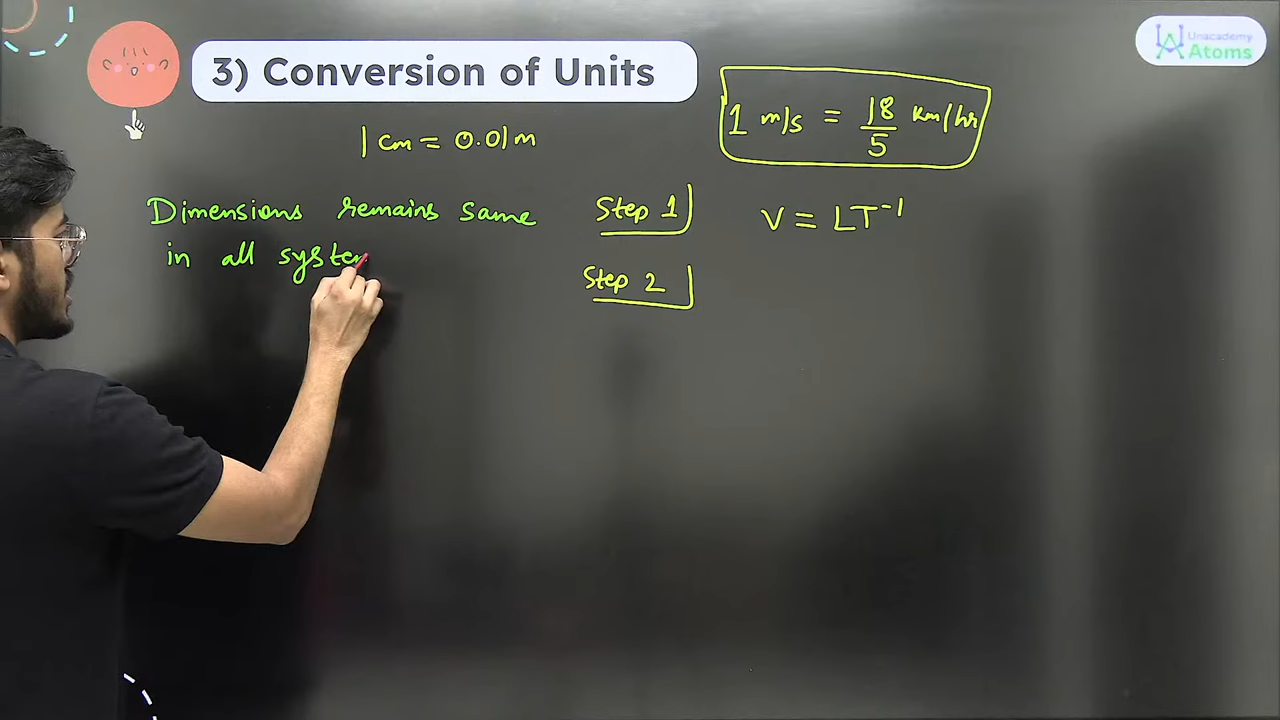 3) Conversion of Units
Unacademy
Atoms
1 m/s = 18/5 km/hr
1 cm = 0.01 m
Dimensions remains same
in all system
Step 1
V ≡ LT⁻¹
Step 2